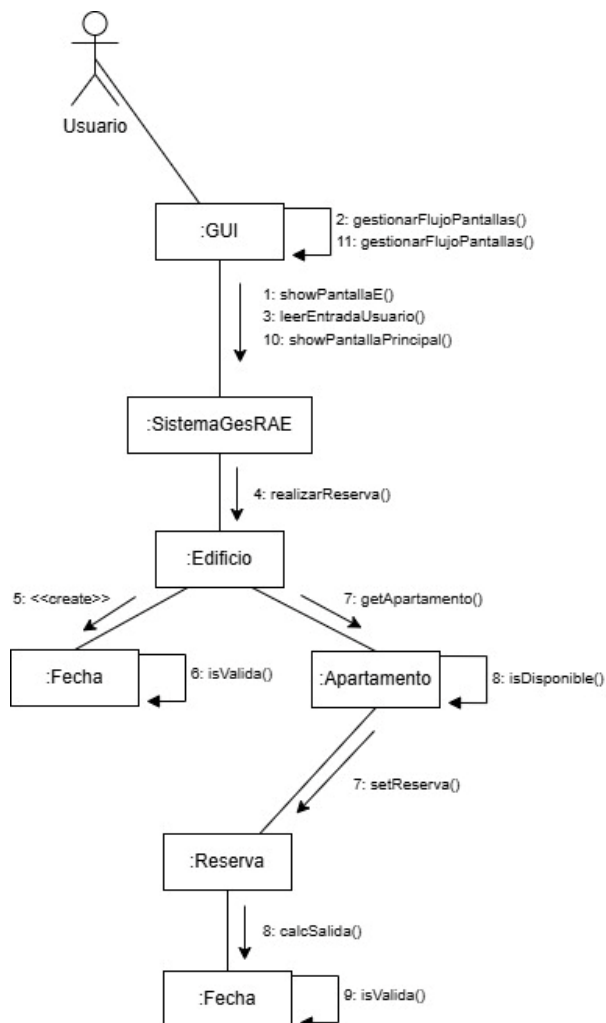 Usuario
:GUI
2: gestionarFlujoPantallas()
11: gestionarFlujoPantallas()
1: showPantallaE()
3: leerEntradaUsuario()
10: showPantallaPrincipal()
:SistemaGesRAE
4: realizarReserva()
:Edificio
5: <<create>>
7: getApartamento()
:Fecha
6: isValida()
:Apartamento
8: isDisponible()
7: setReserva()
:Reserva
8: calcSalida()
:Fecha
9: isValida()